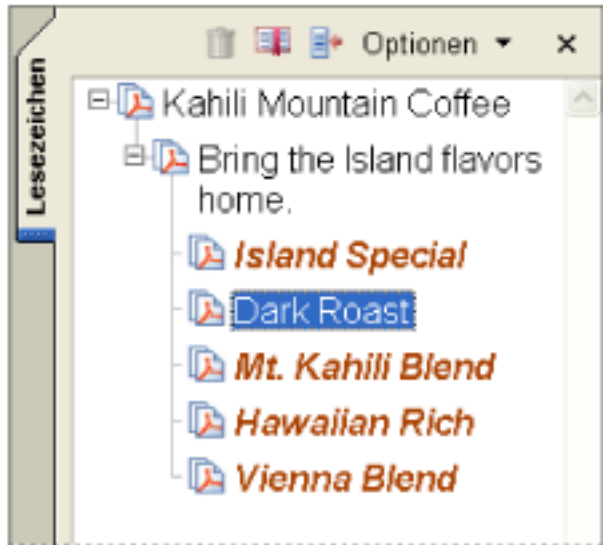 Optionen
Lesezeichen
Kahili Mountain Coffee
Bring the Island flavors
home.
Island Special
Dark Roast
Mt. Kahili Blend
Hawaiian Rich
Vienna Blend